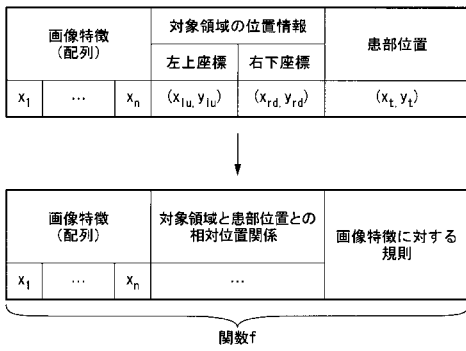 画像特徴
(配列)
対象領域の位置情報
患部位置
左上座標
右下座標
x1
…
xn
(xlu, ylu)
(xrd, yrd)
(xt, yt)
画像特徴
(配列)
対象領域と患部位置との
相対位置関係
画像特徴に対する
規則
x1
…
xn
…
関数f